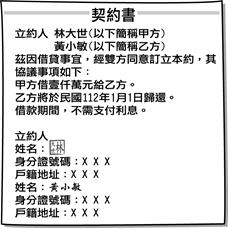 契約書
立約人 林大世(以下簡稱甲方)
黃小敏(以下簡稱乙方)
茲因借貸事宜，經雙方同意訂立本約，其
協議事項如下：
甲方借壹仟萬元給乙方。
乙方將於民國112年1月1日歸還。
借款期間，不需支付利息。
立約人
姓名：林大世
身分證號碼：X X X
戶籍地址：X X X
姓名：黃小敏
身分證號碼：X X X
戶籍地址：X X X